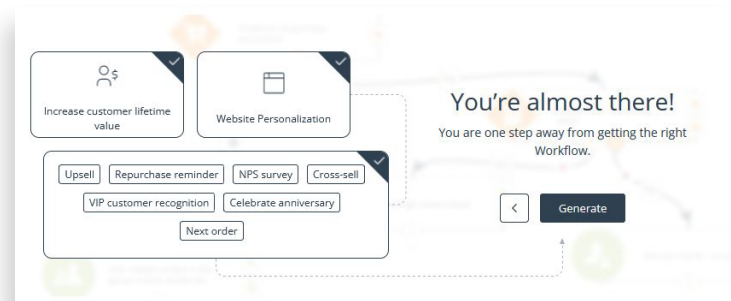 Increase customer lifetime
value
Website Personalization
Upsell
Repurchase reminder
NPS survey
Cross-sell
VIP customer recognition
Celebrate anniversary
Next order
You're almost there!
You are one step away from getting the right
Workflow.
Generate